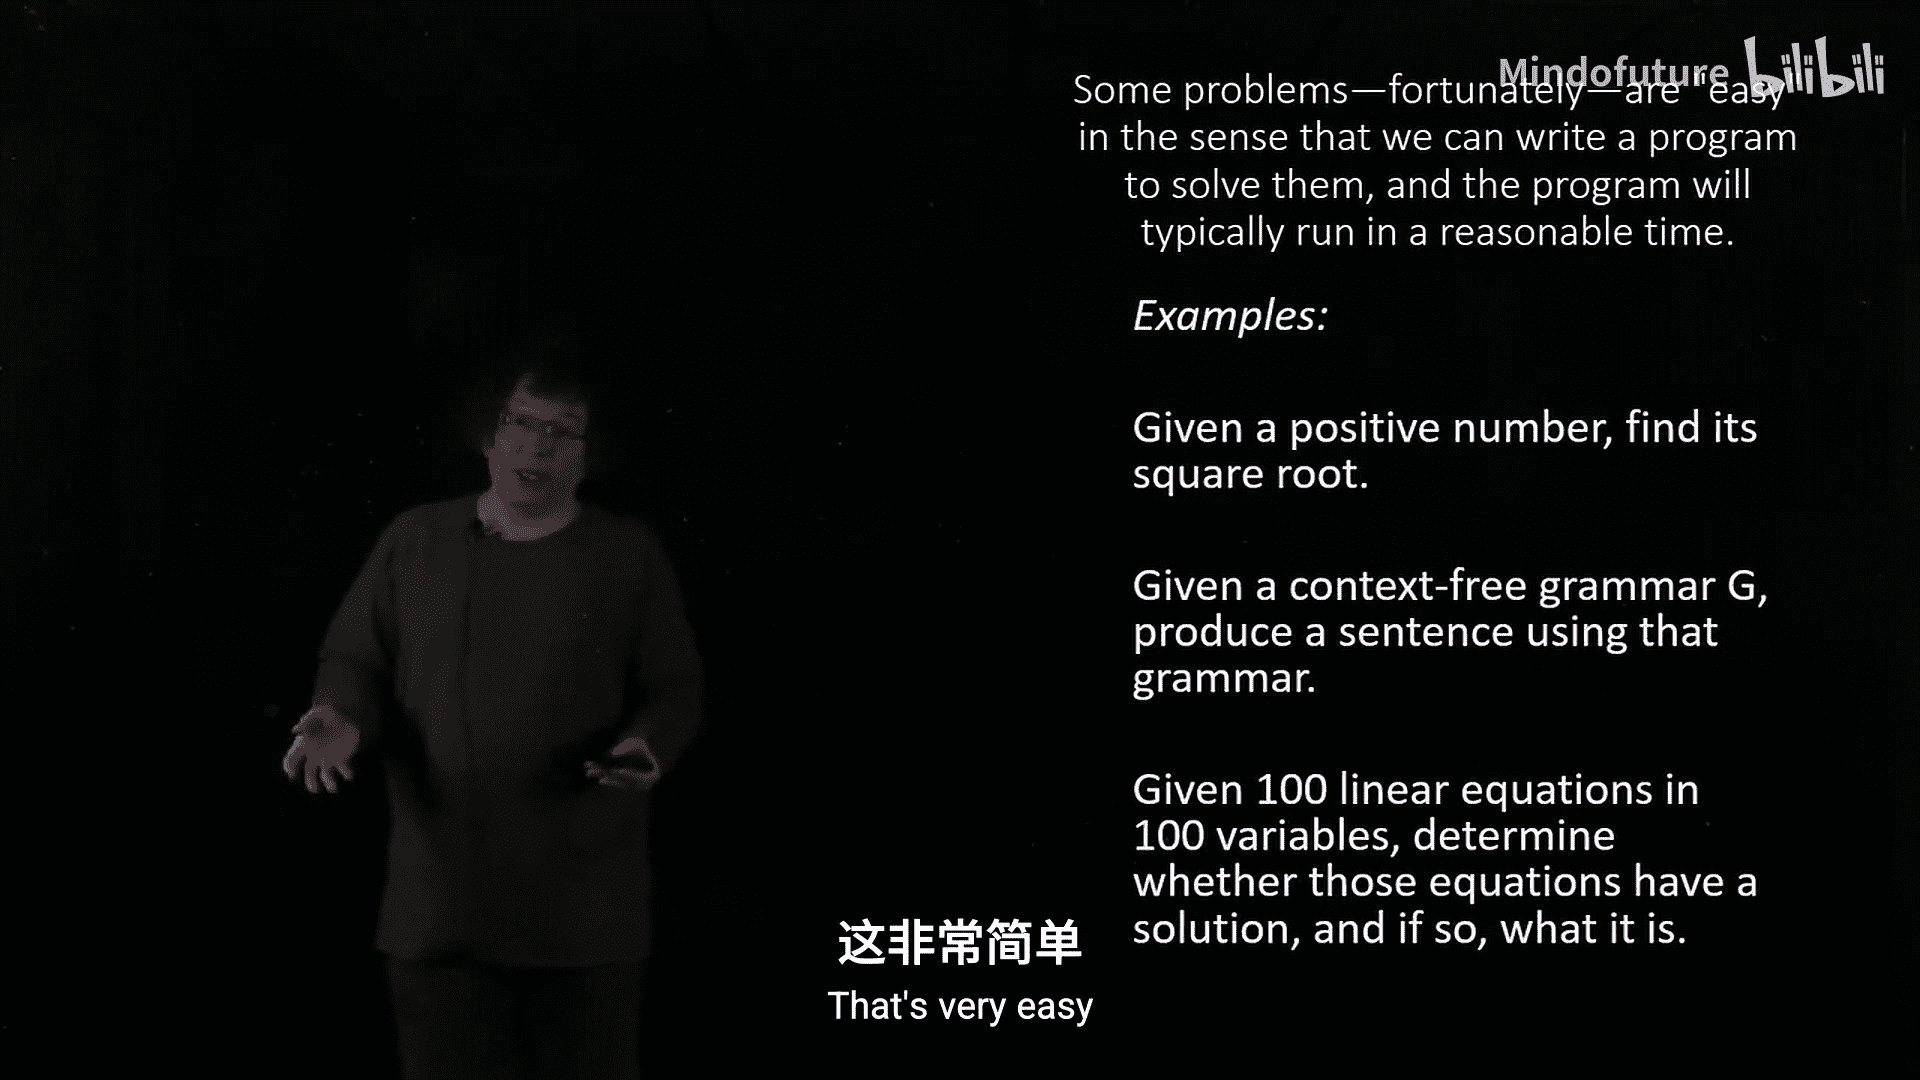 Mindofuture bilibili
Some problems—fortunately—are "easy"
in the sense that we can write a program
to solve them, and the program will
typically run in a reasonable time.
Examples:
Given a positive number, find its
square root.
Given a context-free grammar G,
produce a sentence using that
grammar.
Given 100 linear equations in
100 variables, determine
whether those equations have a
solution, and if so, what it is.
这非常简单
That's very easy